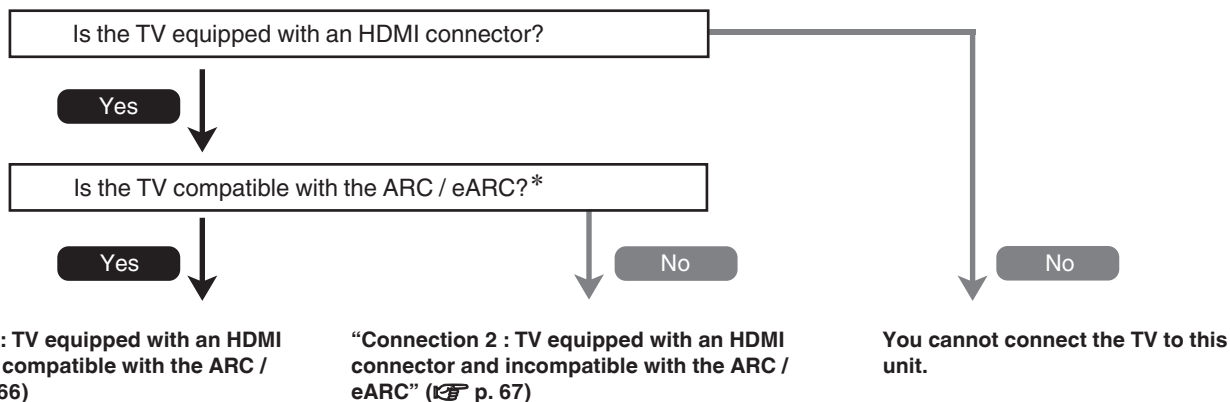 Is the TV equipped with an HDMI connector?
Yes
Is the TV compatible with the ARC / eARC?*
Yes
No
No
: TV equipped with an HDMI
compatible with the ARC /
66)
“Connection 2 : TV equipped with an HDMI
connector and incompatible with the ARC /
eARC” (☞ p. 67)
You cannot connect the TV to this
unit.